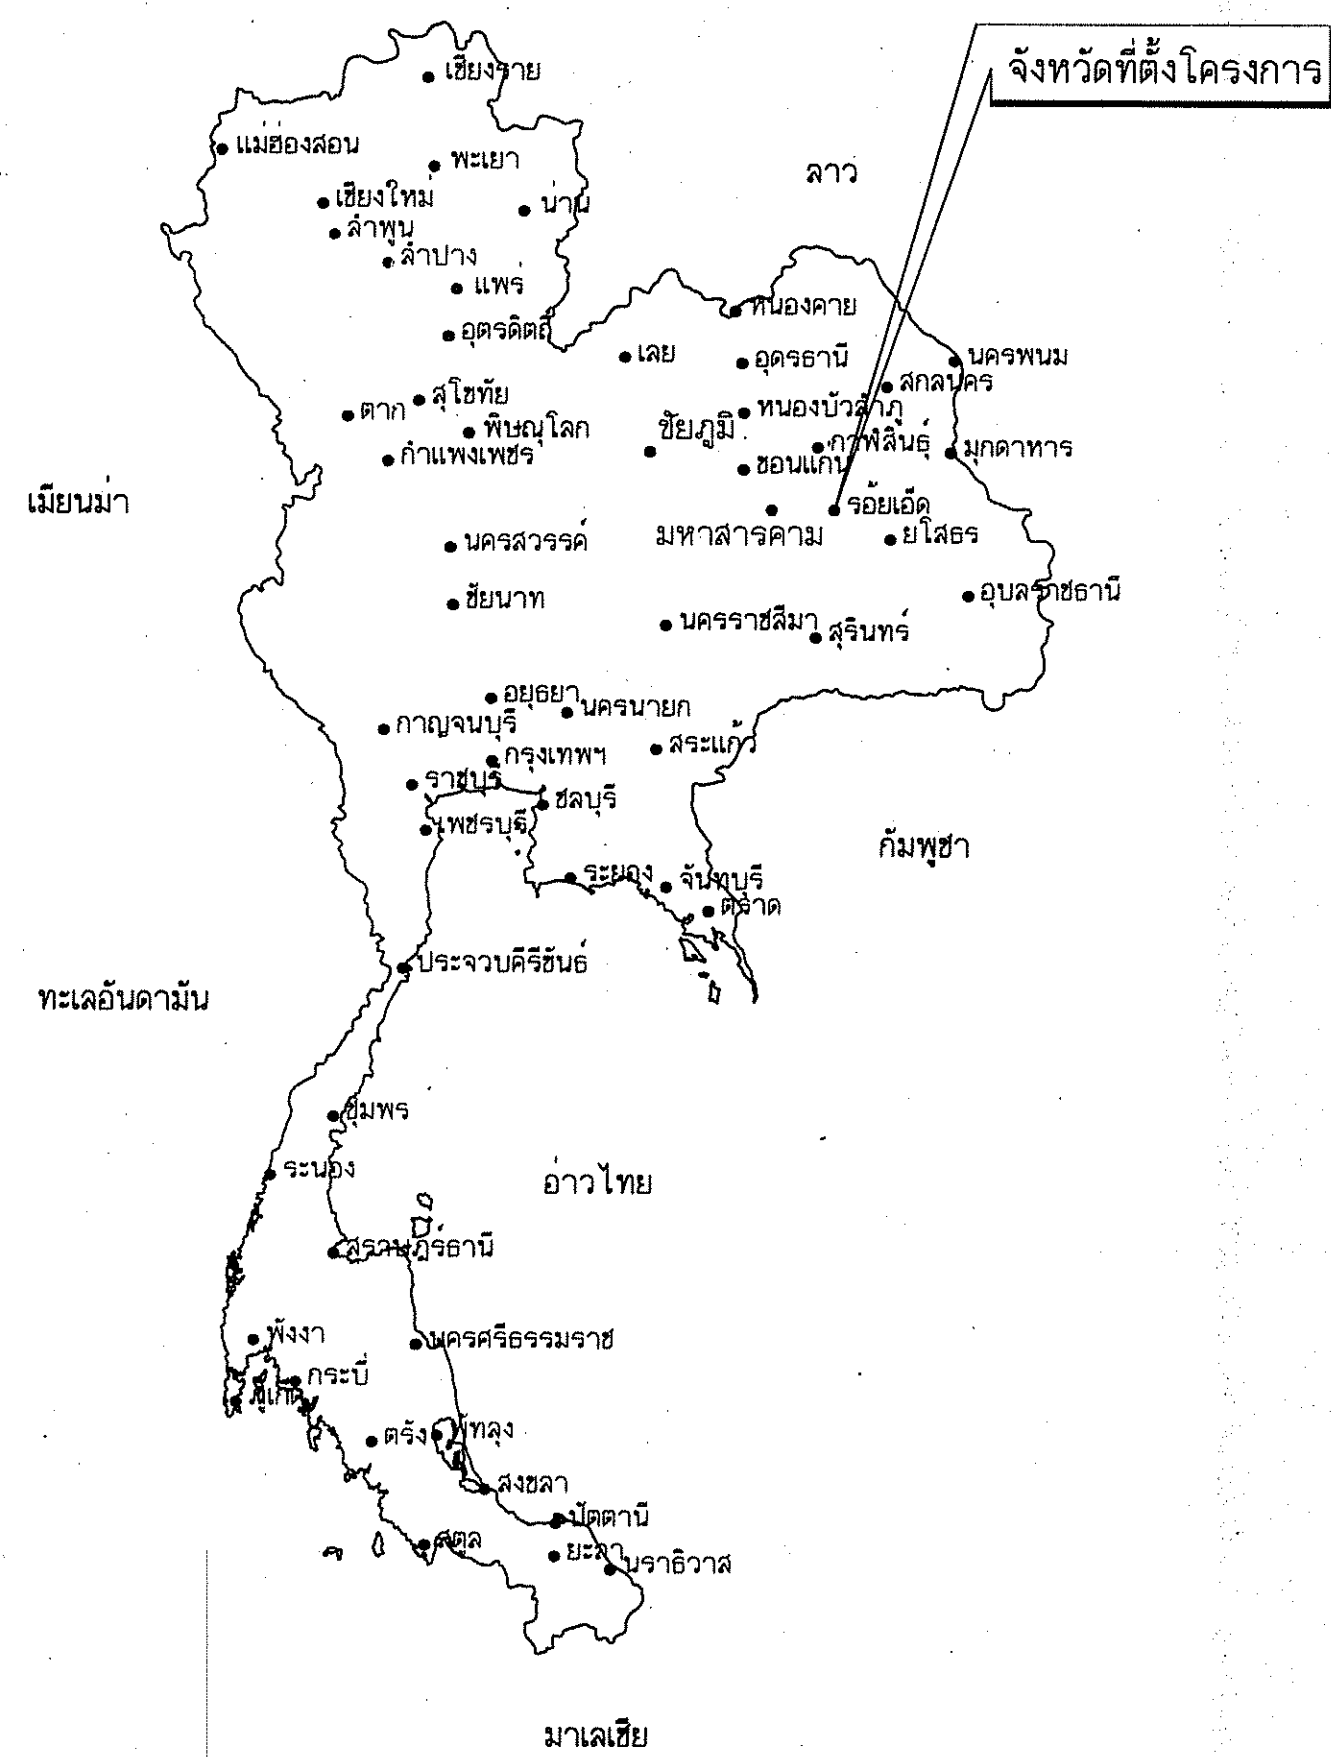 เชียงราย
จังหวัดที่ตั้งโครงการ
แม่ฮ่องสอน
พะเยา
ลาว
เชียงใหม่
น่าน
ลำพูน
ลำปาง
แพร่
หนองคาย
อุตรดิตถ์
เลย
อุดรธานี
นครพนม
สกลนคร
สุโขทัย
ตาก
หนองบัวลำภู
พิษณุโลก
ชัยภูมิ
กาฬสินธุ์
มุกดาหาร
กำแพงเพชร
ขอนแก่น
เมียนม่า
รอ้ยเอ็ด
มหาสารคาม
ยโสธร
นครสวรรค์
ชัยนาท
อุบลราชธานี
นครราชสีมา
สุรินทร์
อยุธยา
นครนายก
กาญจนบุรี
สระแก้ว
กรุงเทพฯ
ราชบุรี
ชลบุรี
เพชรบุรี
กัมพูชา
ระยอง
จันทบุรี
ตราด
ประจวบคีรีขันธ์
ทะเลอันดามัน
ชุมพร
ระนอง
อ่าวไทย
สุราษฎร์ธานี
พังงา
นครศรีธรรมราช
กระบี่
ภูเก็ต
ตรัง
พัทลุง
สงขลา
ปัตตานี
สตูล
ยะลา
นราธิวาส
มาเลเซีย